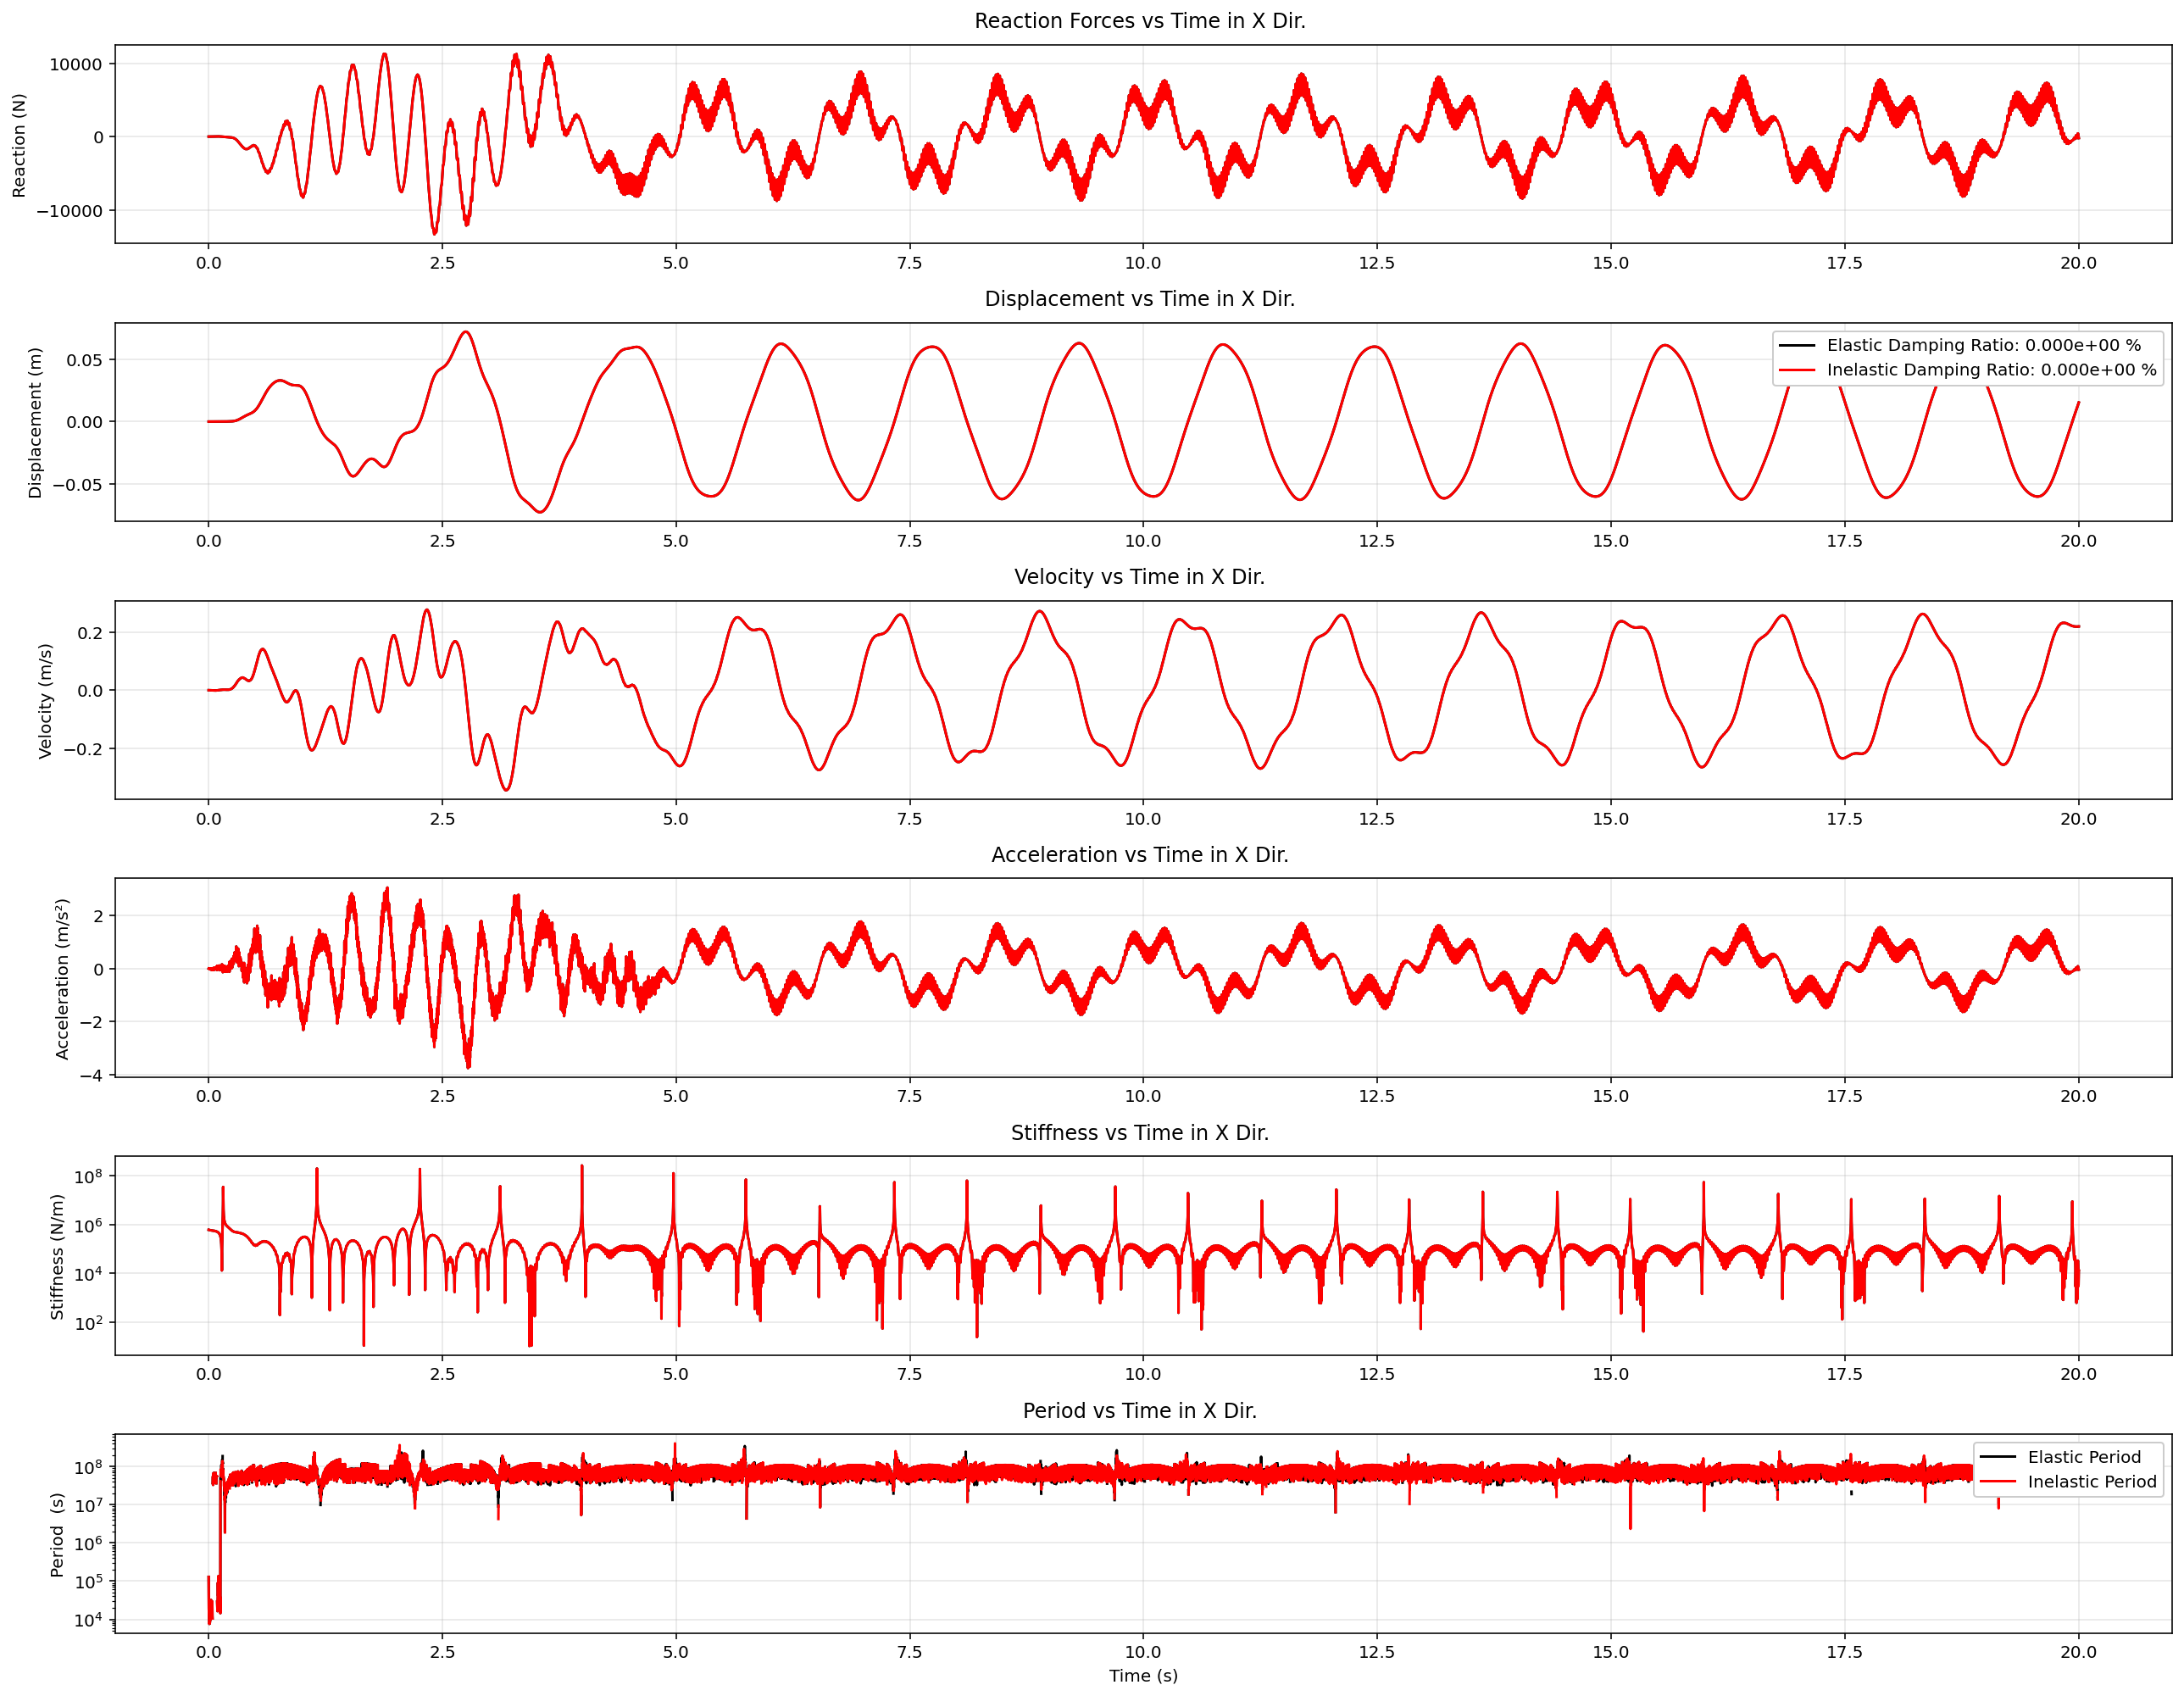 Reaction Forces vs Time in X Dir.
Reaction (N)
10000
0
−10000
0.0 2.5 5.0 7.5 10.0 12.5 15.0 17.5 20.0
Displacement vs Time in X Dir.
Displacement (m)
0.05
0.00
−0.05
Elastic Damping Ratio: 0.000e+00 %
Inelastic Damping Ratio: 0.000e+00 %
0.0 2.5 5.0 7.5 10.0 12.5 15.0 17.5 20.0
Velocity vs Time in X Dir.
Velocity (m/s)
0.2
0.0
−0.2
0.0 2.5 5.0 7.5 10.0 12.5 15.0 17.5 20.0
Acceleration vs Time in X Dir.
Acceleration (m/s²)
2
0
−2
−4
0.0 2.5 5.0 7.5 10.0 12.5 15.0 17.5 20.0
Stiffness vs Time in X Dir.
Stiffness (N/m)
10⁸
10⁶
10⁴
10²
0.0 2.5 5.0 7.5 10.0 12.5 15.0 17.5 20.0
Period vs Time in X Dir.
Period (s)
10⁸
10⁷
10⁶
10⁵
10⁴
Elastic Period
Inelastic Period
0.0 2.5 5.0 7.5 10.0 12.5 15.0 17.5 20.0
Time (s)